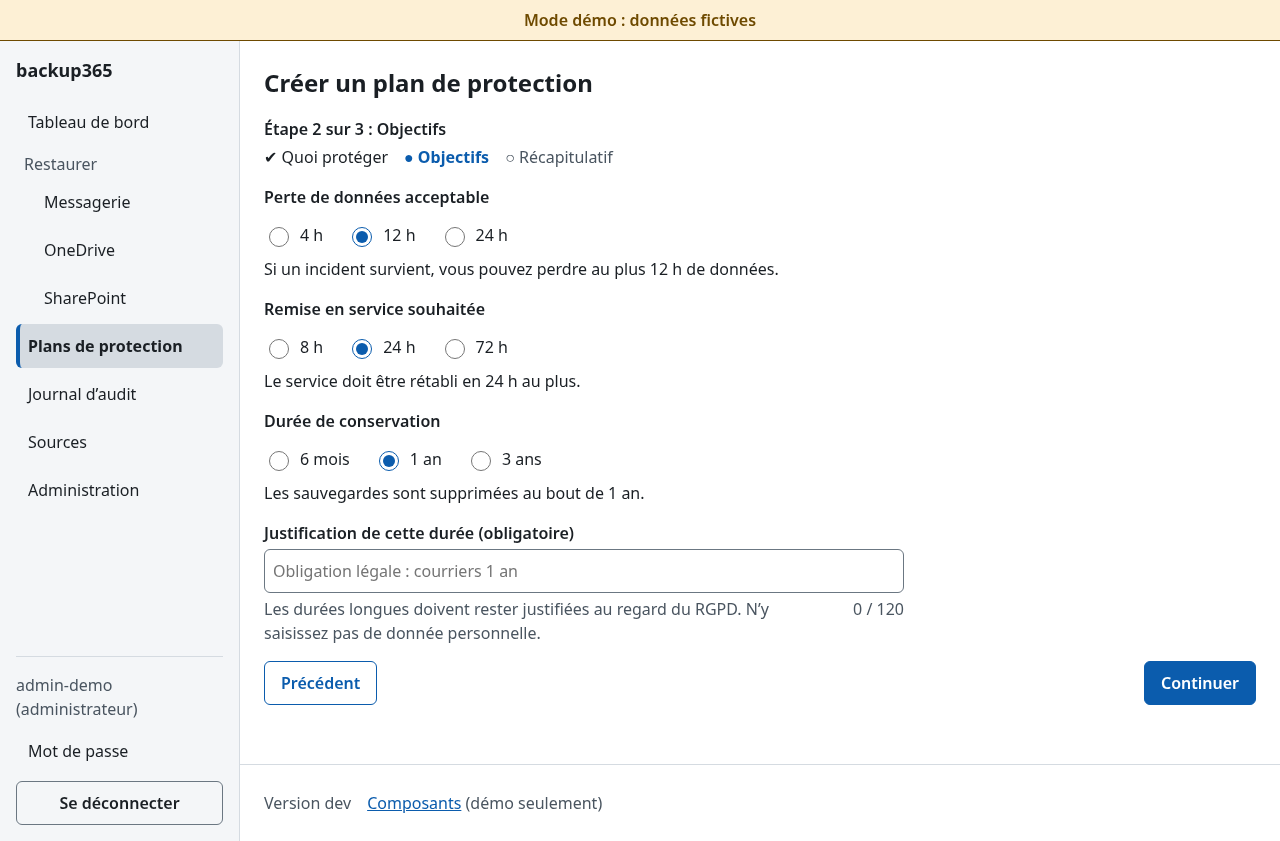 Mode démo : données fictives
backup365
Tableau de bord
Restaurer
Messagerie
OneDrive
SharePoint
Plans de protection
Journal d’audit
Sources
Administration
admin-demo
(administrateur)
Mot de passe
Se déconnecter
Créer un plan de protection
Étape 2 sur 3 : Objectifs
✔ Quoi protéger ● Objectifs ○ Récapitulatif
Perte de données acceptable
4 h 12 h 24 h
Si un incident survient, vous pouvez perdre au plus 12 h de données.
Remise en service souhaitée
8 h 24 h 72 h
Le service doit être rétabli en 24 h au plus.
Durée de conservation
6 mois 1 an 3 ans
Les sauvegardes sont supprimées au bout de 1 an.
Justification de cette durée (obligatoire)
Obligation légale : courriers 1 an
Les durées longues doivent rester justifiées au regard du RGPD. N’y 0 / 120
saisissez pas de donnée personnelle.
Précédent Continuer
Version dev Composants (démo seulement)